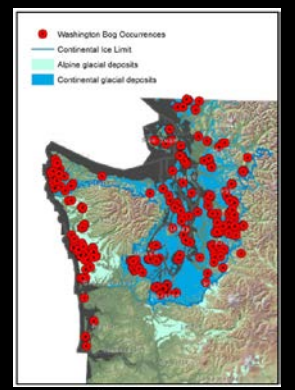 Washington Bog Occurrences
Continental Ice Limit
Alpine glacial deposits
Continental glacial deposits